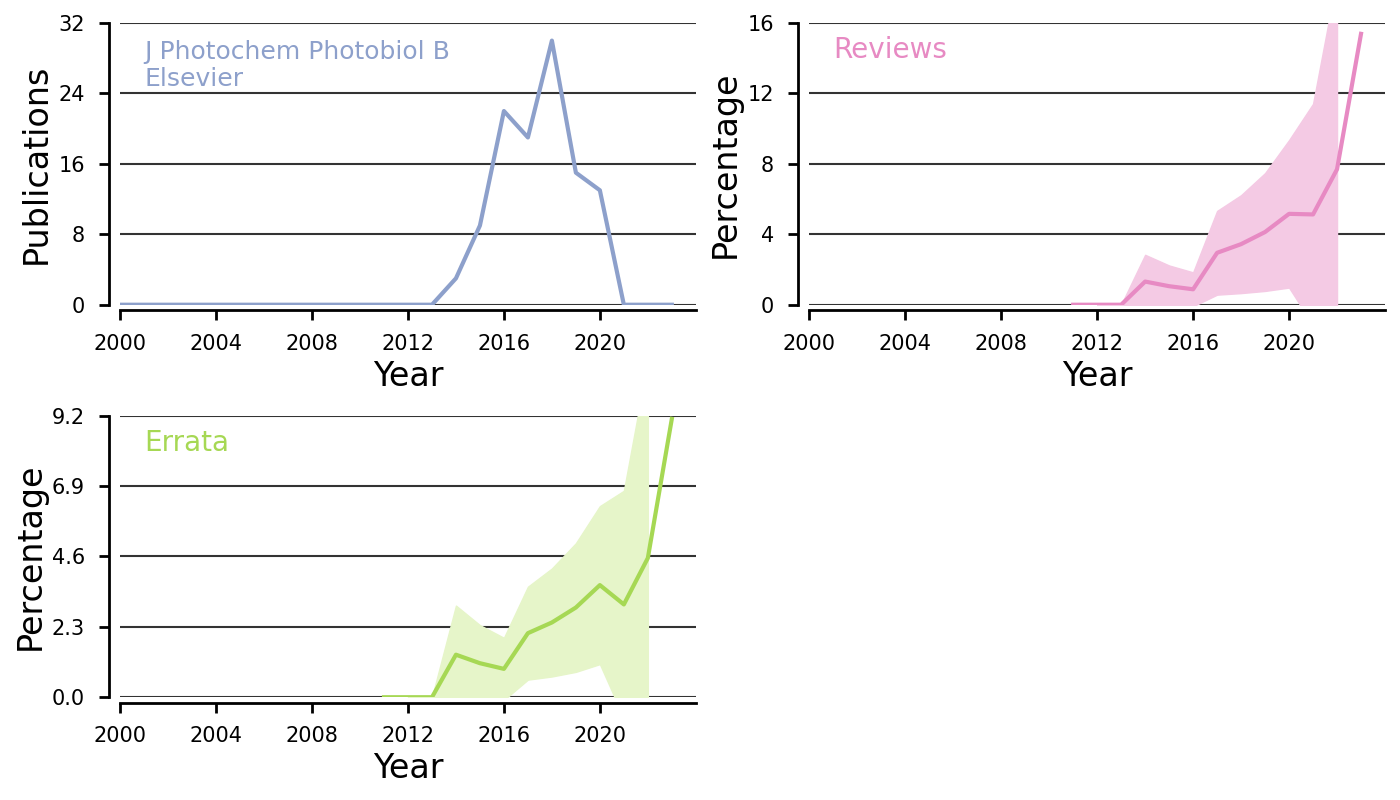 J Photochem Photobiol B
Elsevier
Publications
32
24
16
8
0
2000 2004 2008 2012 2016 2020
Year
Reviews
Percentage
16
12
8
4
0
2000 2004 2008 2012 2016 2020
Year
Errata
Percentage
9.2
6.9
4.6
2.3
0.0
2000 2004 2008 2012 2016 2020
Year